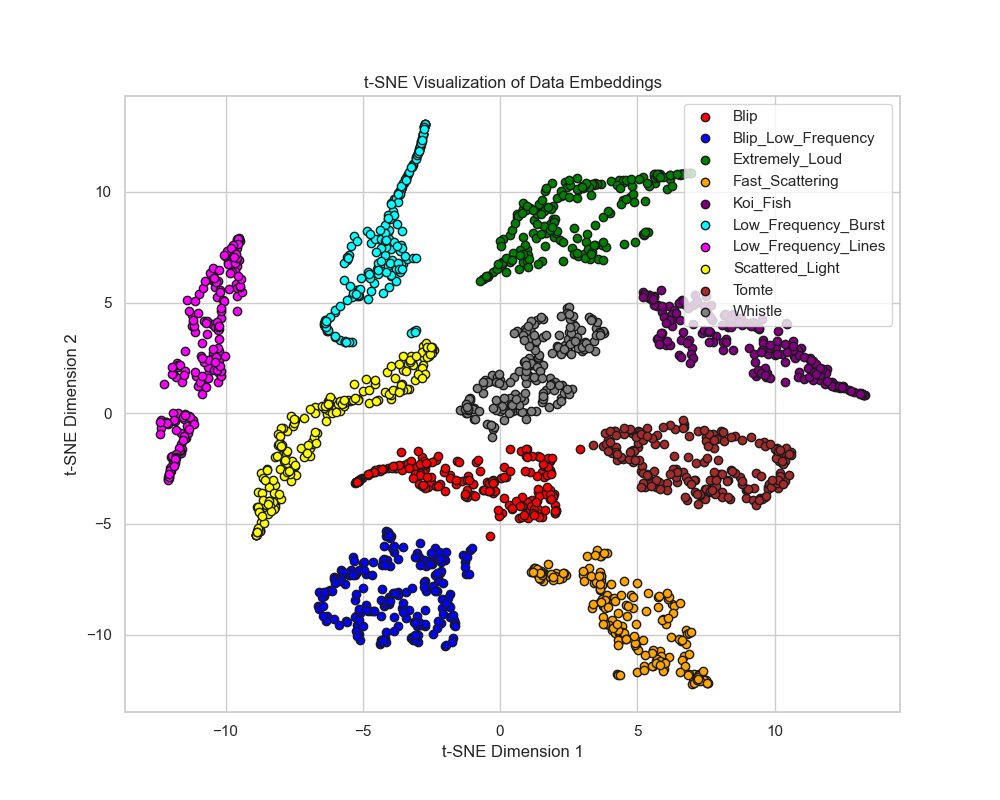 t-SNE Visualization of Data Embeddings
Blip
Blip_Low_Frequency
Extremely_Loud
Fast_Scattering
Koi_Fish
Low_Frequency_Burst
Low_Frequency_Lines
Scattered_Light
Tomte
Whistle
10
5
0
−5
−10
t-SNE Dimension 2
−10
−5
0
5
10
t-SNE Dimension 1